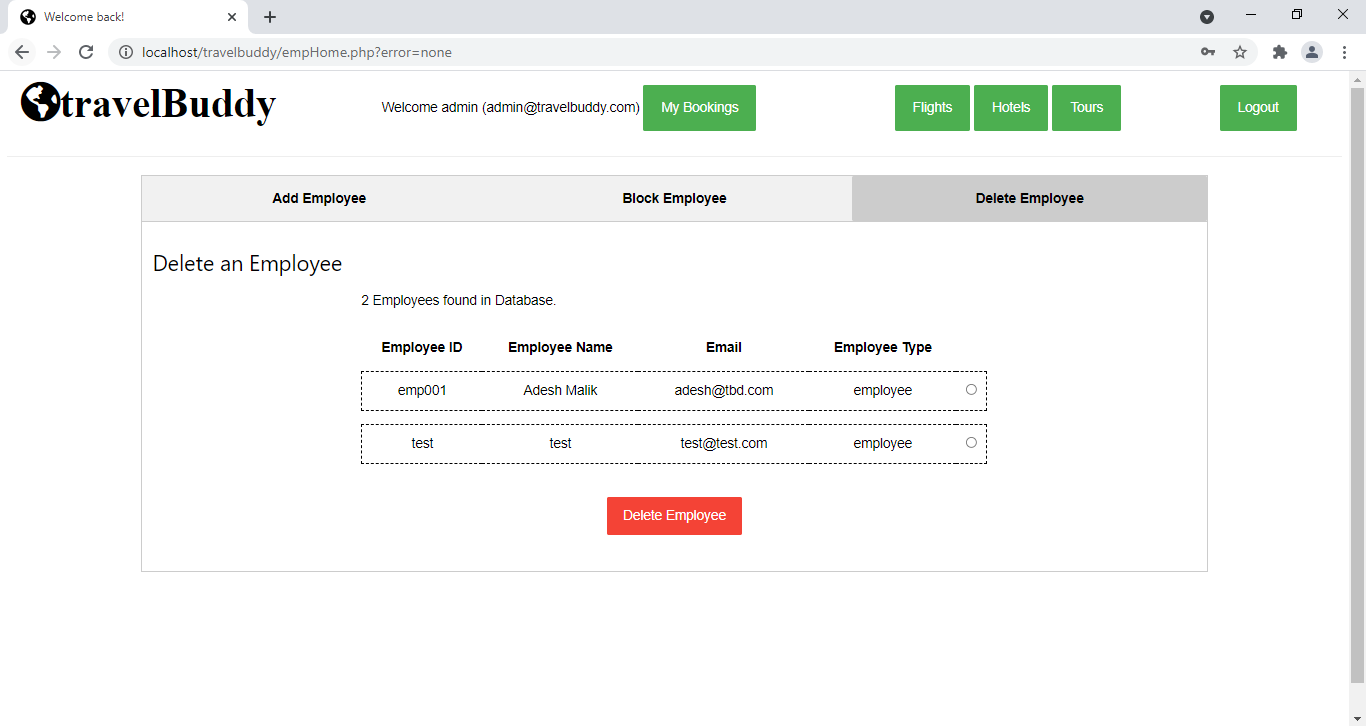 Welcome back!
localhost/travelbuddy/empHome.php?error=none
travelBuddy Welcome admin (admin@travelbuddy.com) My Bookings Flights Hotels Tours Logout
Add Employee Block Employee Delete Employee
Delete an Employee
2 Employees found in Database.
Employee ID Employee Name Email Employee Type
emp001 Adesh Malik adesh@tbd.com employee
test test test@test.com employee
Delete Employee